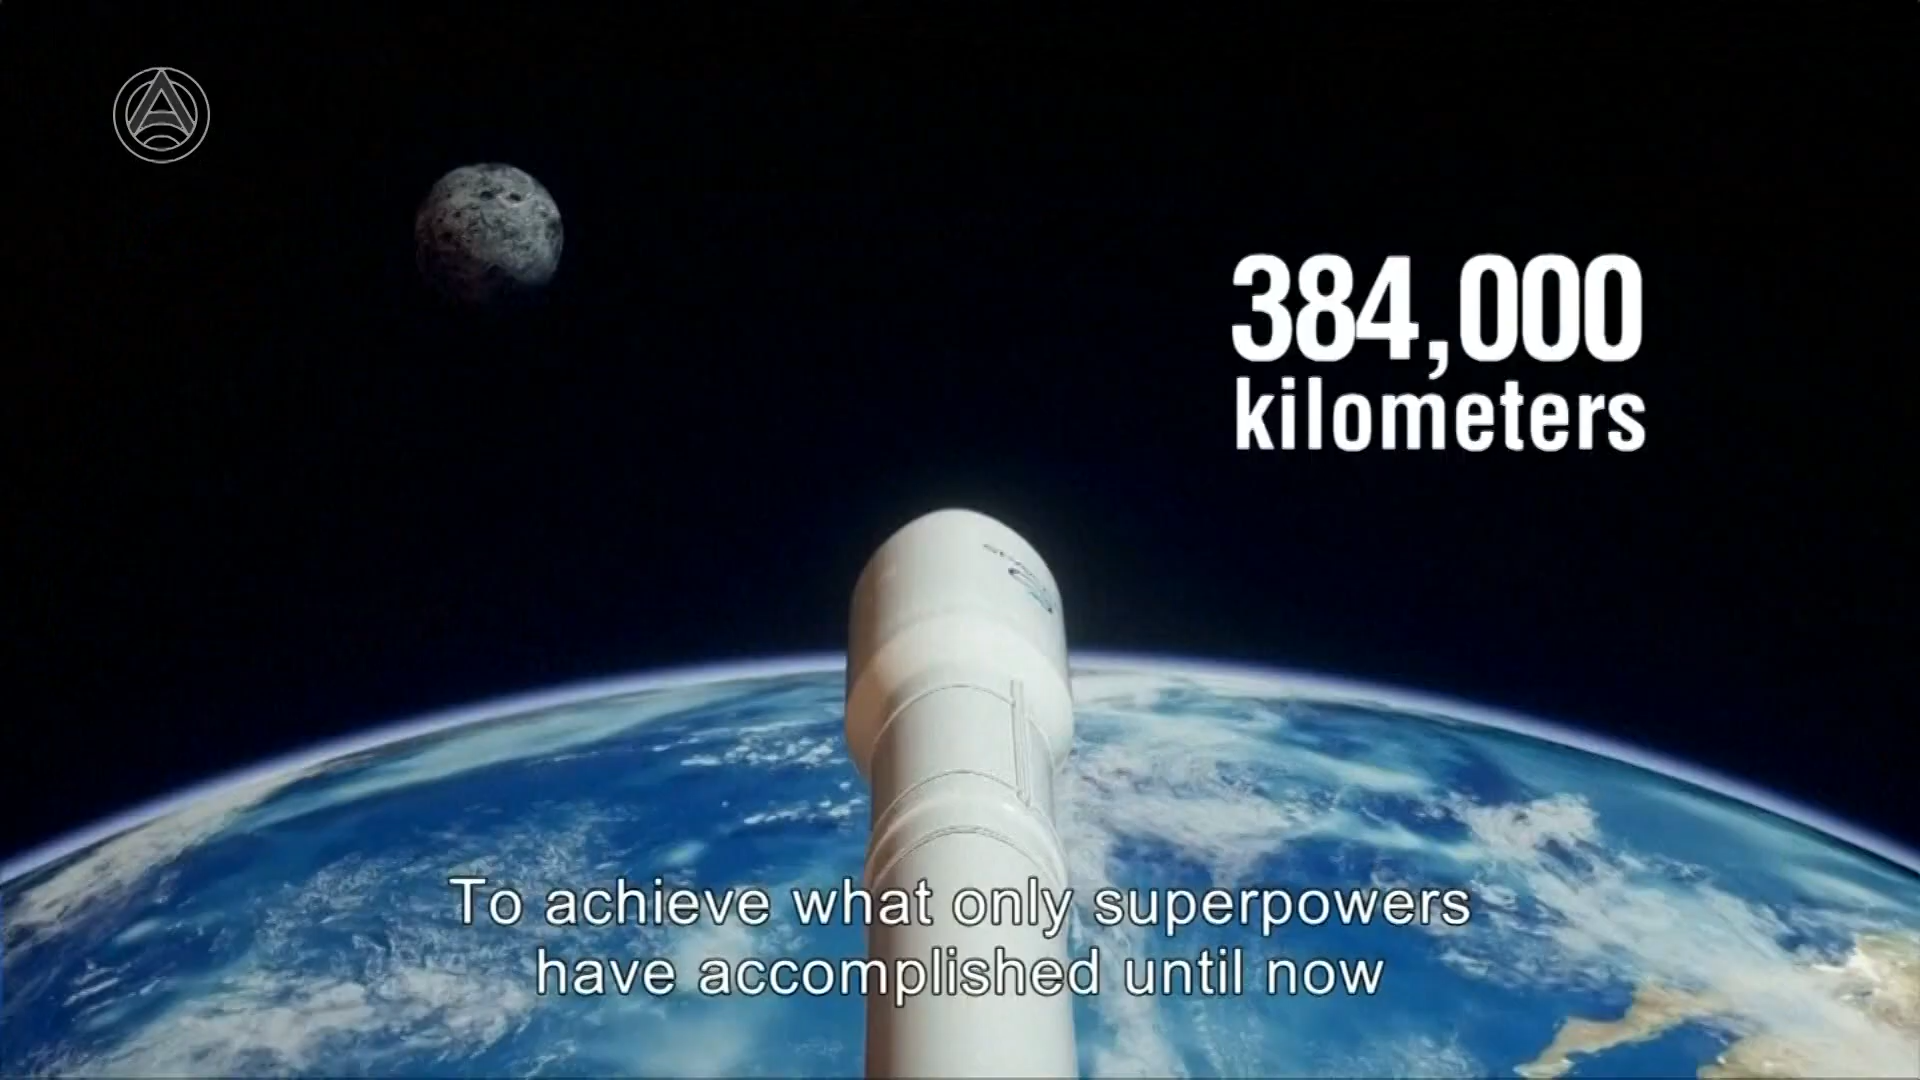 384,000
kilometers
To achieve what only superpowers
have accomplished until now